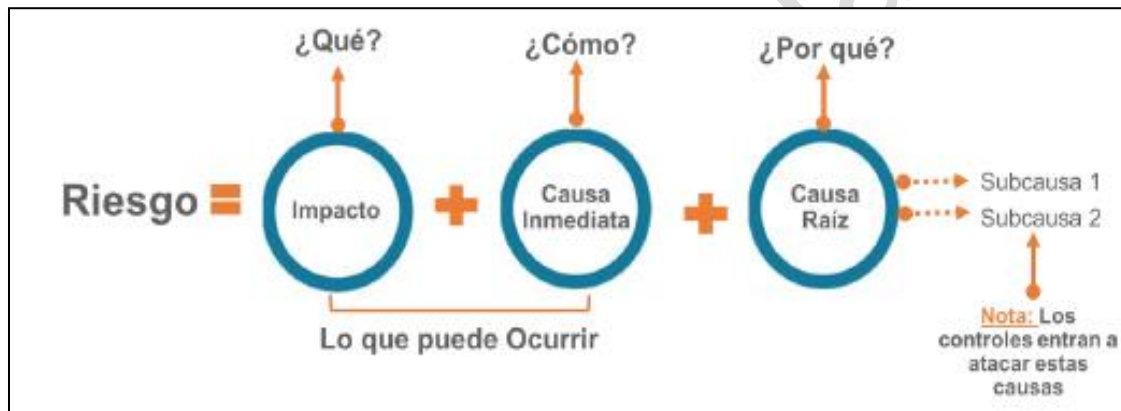 ¿Qué?
¿Cómo?
¿Por qué?
Riesgo =
Impacto
+
Causa
Inmediata
+
Causa
Raíz
Subcausa 1
Subcausa 2
Lo que puede Ocurrir
Nota: Los
controles entran a
atacar estas
causas